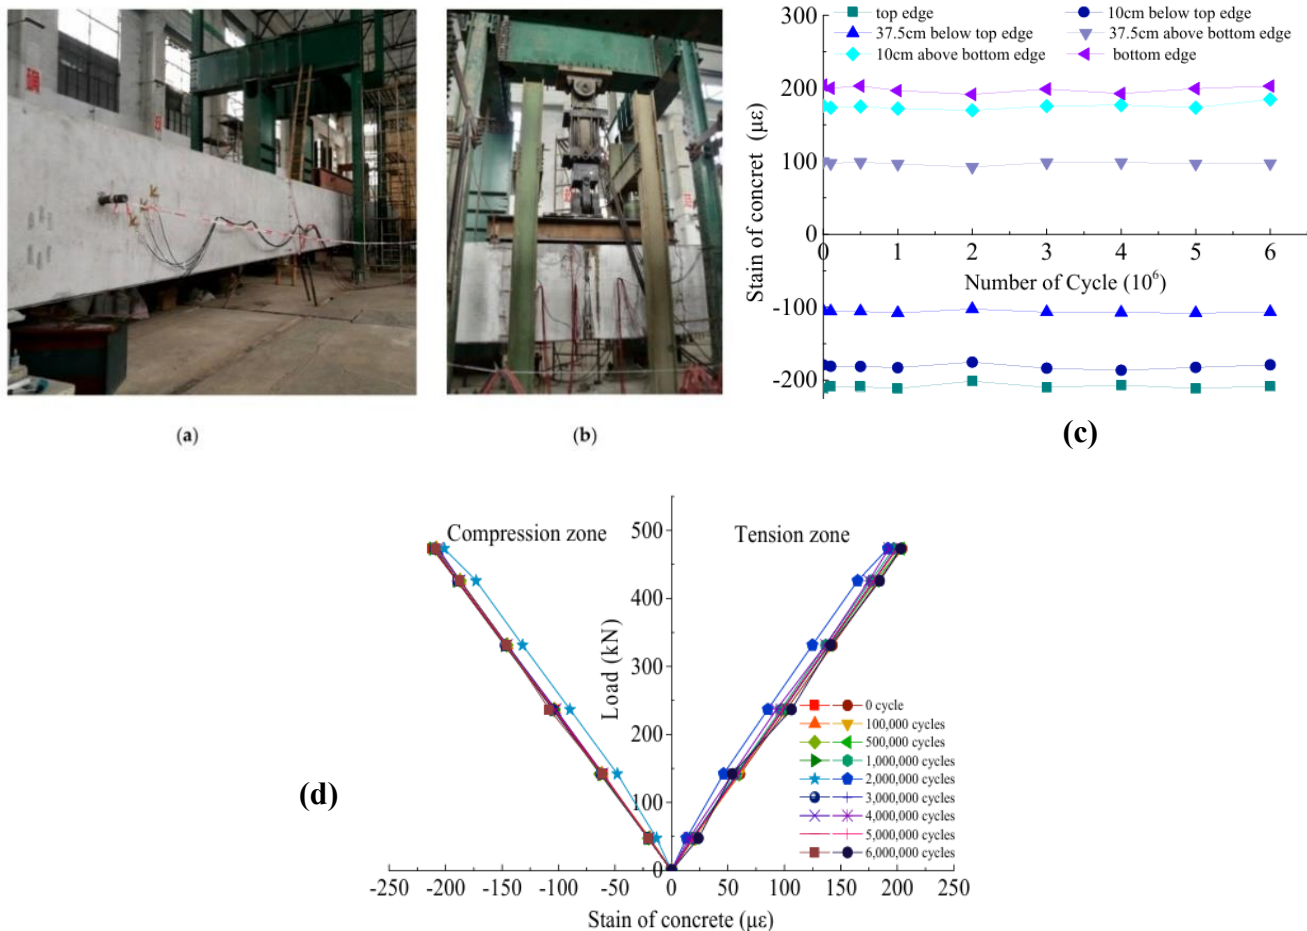 (a)
(b)
300
200
100
0
-100
-200
Stain of concret (με)
top edge
10cm below top edge
37.5cm below top edge
37.5cm above bottom edge
10cm above bottom edge
bottom edge
0 1 2 3 4 5 6
Number of Cycle (10⁶)
(c)
Compression zone
Tension zone
500
400
300
200
100
0
Load (kN)
0 cycle
100,000 cycles
500,000 cycles
1,000,000 cycles
2,000,000 cycles
3,000,000 cycles
4,000,000 cycles
5,000,000 cycles
6,000,000 cycles
(d)
-250 -200 -150 -100 -50 0 50 100 150 200 250
Stain of concrete (με)